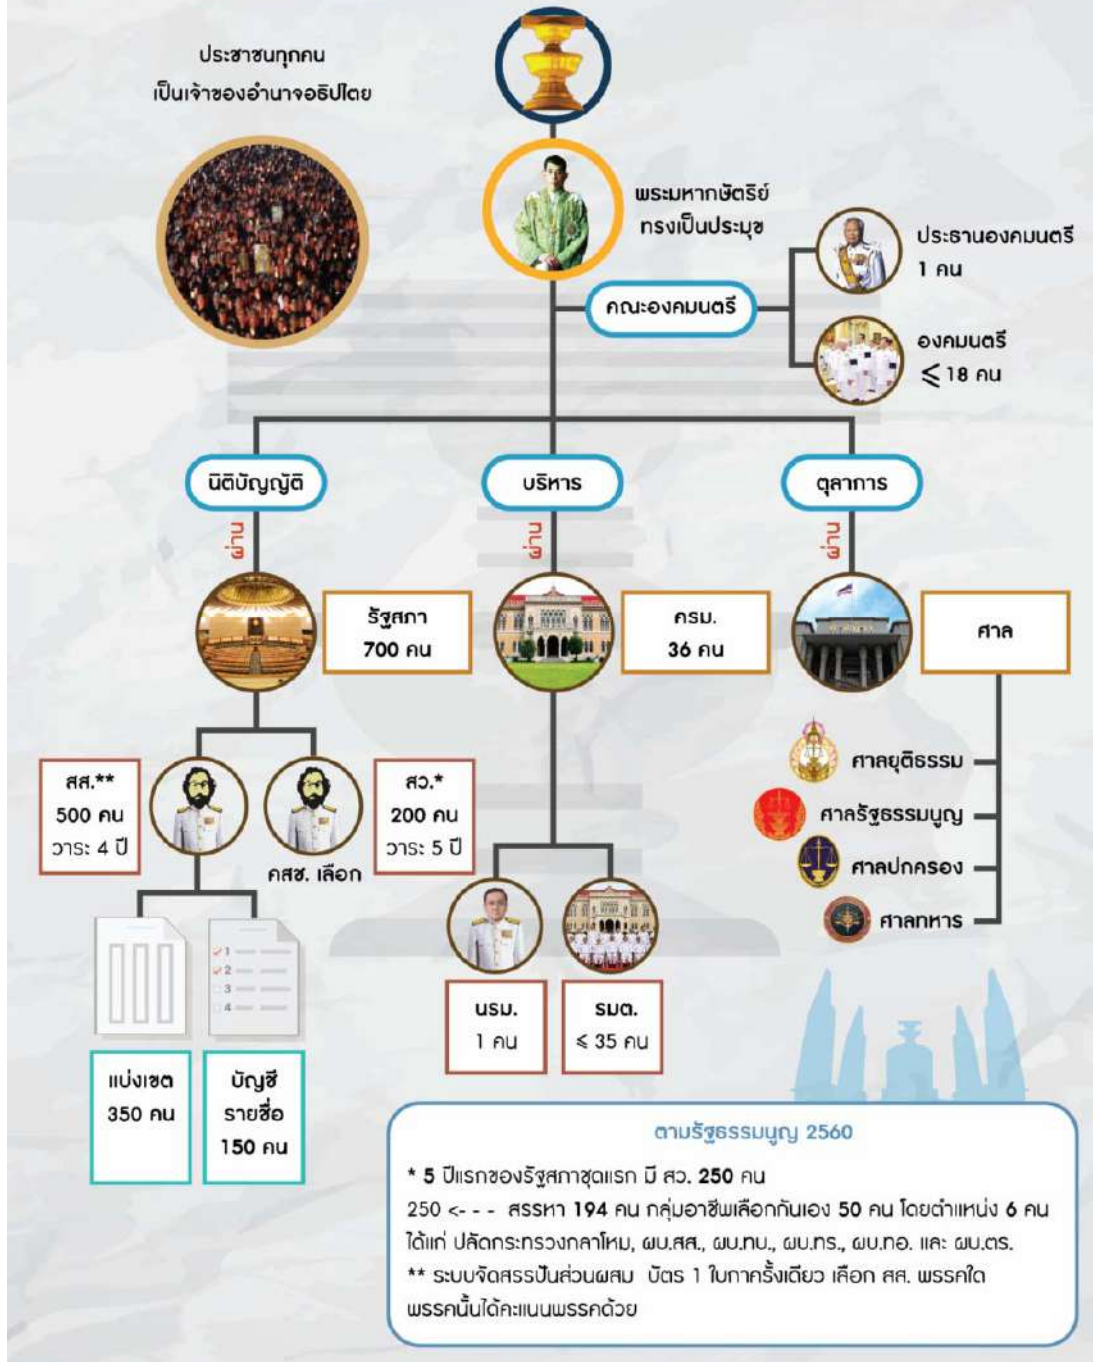 ประชาชนทุกคน
เป็นเจ้าของอำนาจอธิปไตย
พระมหากษัตริย์
ทรงเป็นประมุข
คณะองคมนตรี
ประธานองคมนตรี
1 คน
องคมนตรี
≤ 18 คน
นิติบัญญัติ
บริหาร
ตุลาการ
ผ่าน
ผ่าน
ผ่าน
รัฐสภา
700 คน
ครม.
36 คน
ศาล
สส.**
500 คน
วาระ 4 ปี
สว.*
200 คน
วาระ 5 ปี
คสช. เลือก
ศาลยุติธรรม
ศาลรัฐธรรมนูญ
ศาลปกครอง
ศาลทหาร
1
2
3
4
แบ่งเขต
350 คน
บัญชี
รายชื่อ
150 คน
นรม.
1 คน
รมต.
≤ 35 คน
ตามรัฐธรรมนูญ 2560
* 5 ปีแรกของรัฐสภาชุดแรก มี สว. 250 คน
250 <--- สรรหา 194 คน กลุ่มอาชีพเลือกกันเอง 50 คน โดยตำแหน่ง 6 คน
ได้แก่ ปลัดกระทรวงกลาโหม, ผบ.สส., ผบ.ทบ., ผบ.ทร., ผบ.ทอ. และ ผบ.ตร.
** ระบบจัดสรรปันส่วนผสม บัตร 1 ใบกาครั้งเดียว เลือก สส. พรรคใด
พรรคนั้นได้คะแนนพรรคด้วย